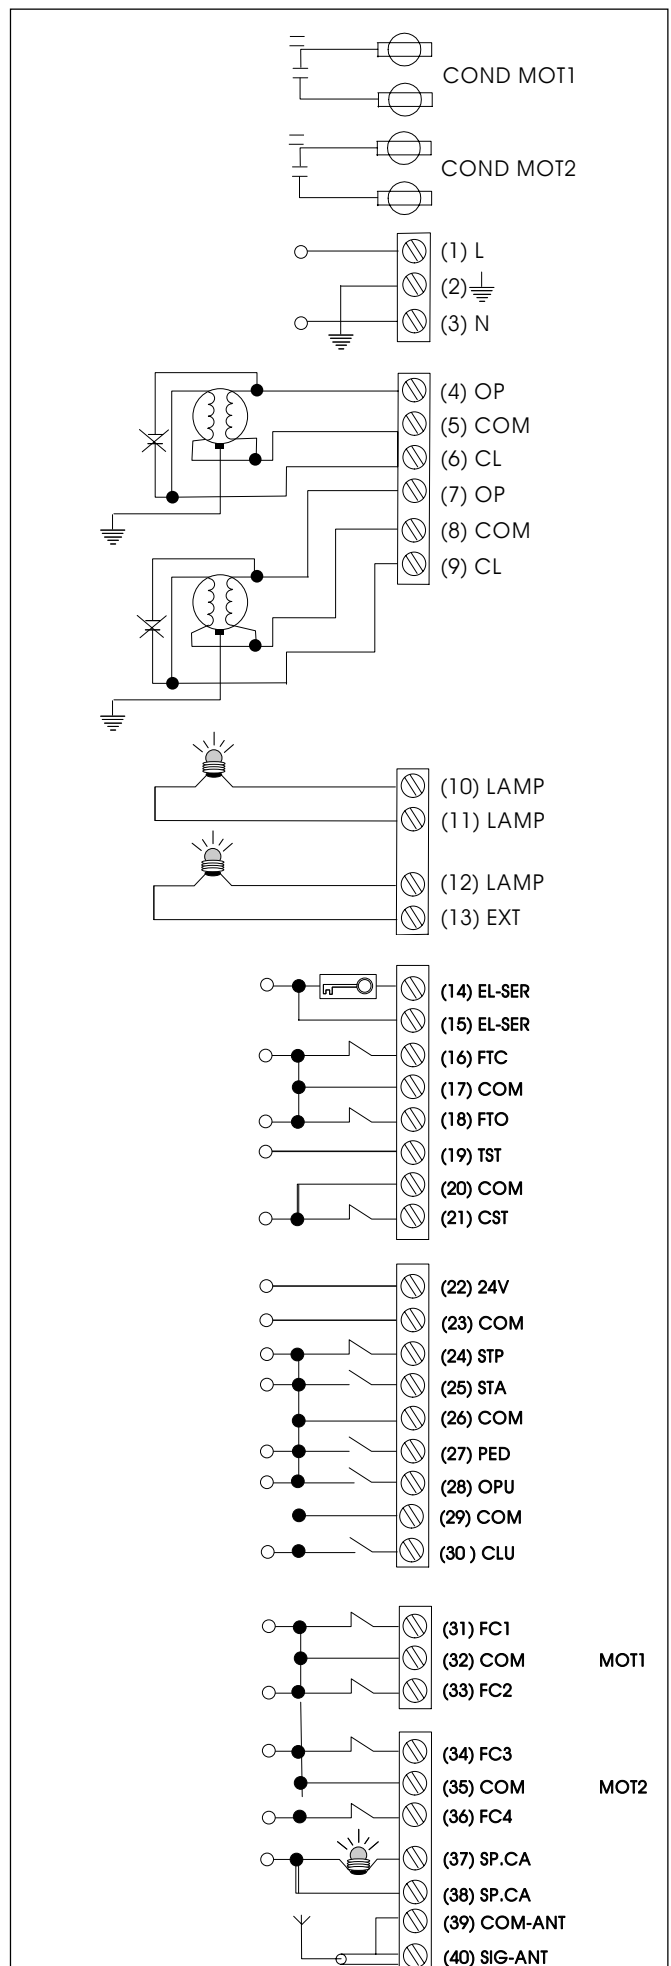 COND MOT1
COND MOT2
(1) L
(2)
(3) N
(4) OP
(5) COM
(6) CL
(7) OP
(8) COM
(9) CL
(10) LAMP
(11) LAMP
(12) LAMP
(13) EXT
(14) EL-SER
(15) EL-SER
(16) FTC
(17) COM
(18) FTO
(19) TST
(20) COM
(21) CST
(22) 24V
(23) COM
(24) STP
(25) STA
(26) COM
(27) PED
(28) OPU
(29) COM
(30 ) CLU
(31) FC1
(32) COM MOT1
(33) FC2
(34) FC3
(35) COM MOT2
(36) FC4
(37) SP.CA
(38) SP.CA
(39) COM-ANT
(40) SIG-ANT